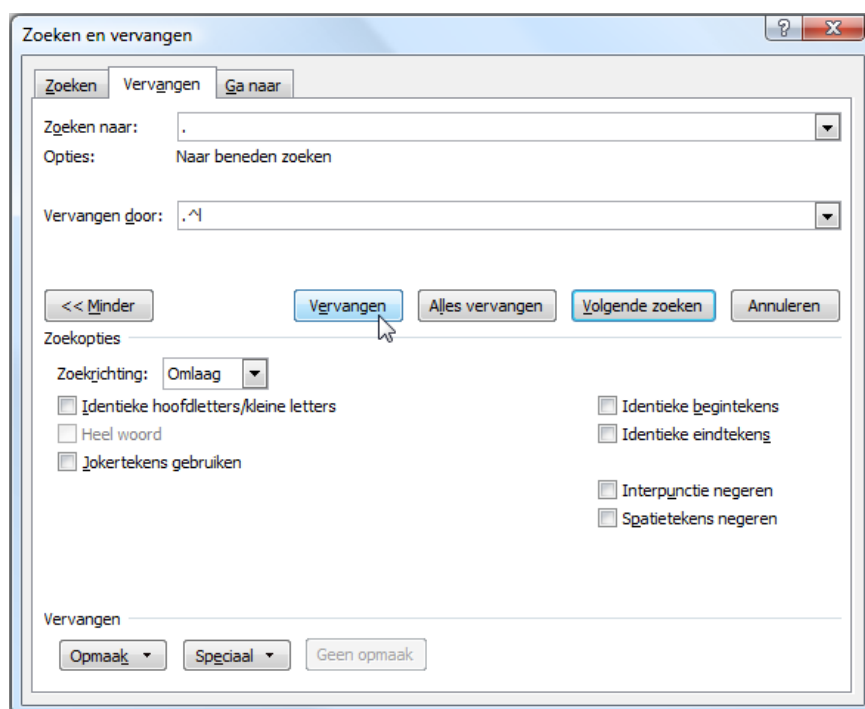 Zoeken en vervangen
Zoeken Vervangen Ga naar
Zoeken naar: .
Opties: Naar beneden zoeken
Vervangen door: .^l
<< Minder Vervangen Alles vervangen Volgende zoeken Annuleren
Zoekopties
Zoekrichting: Omlaag
Identieke hoofdletters/kleine letters Identieke begintekens
Heel woord Identieke eindtekens
Jokertekens gebruiken
Interpunctie negeren
Spatietekens negeren
Vervangen
Opmaak Speciaal Geen opmaak